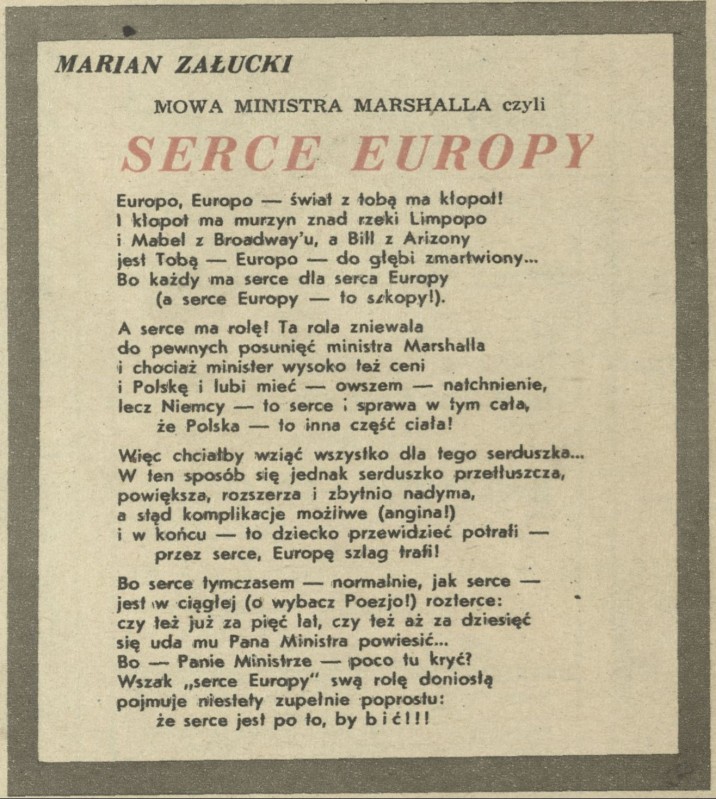 MARIAN ZAŁUCKI
MOWA MINISTRA MARSHALLA czyli
SERCE EUROPY
Europo, Europo — świat z tobą ma kłopot!
I kłopot ma murzyn znad rzeki Limpopo
i Mabel z Broadway'u, a Bill z Arizony
jest Tobą — Europo — do głębi zmartwiony...
Bo każdy ma serce dla serca Europy
(a serce Europy — to szkopy!).
A serce ma rolę! Ta rola zniewala
do pewnych posunięć ministra Marshalla
i chociaż minister wysoko też ceni
i Polskę i lubi mieć — owszem — natchnienie,
lecz Niemcy — to serce i sprawa w tym cała,
że Polska — to inna część ciała!
Więc chciałby wziąć wszystko dla tego serduszka...
W ten sposób się jednak serduszko przetłuszcza,
powiększa, rozszerza i zbytnio nadyma,
a stąd komplikacje możliwe (angina!)
i w końcu — to dziecko przewidzieć potrafi —
przez serce, Europę szlag trafi!
Bo serce tymczasem — normalnie, jak serce —
jest w ciągłej (o wybacz Poezjo!) rozterce:
czy też już za pięć lat, czy też aż za dziesięć
się uda mu Pana Ministra powiesić...
Bo — Panie Ministrze — poco tu kryć?
Wszak „serce Europy" swą rolę doniosłą
pojmuje niestety zupełnie poprostu:
że serce jest po to, by b i ć!!!